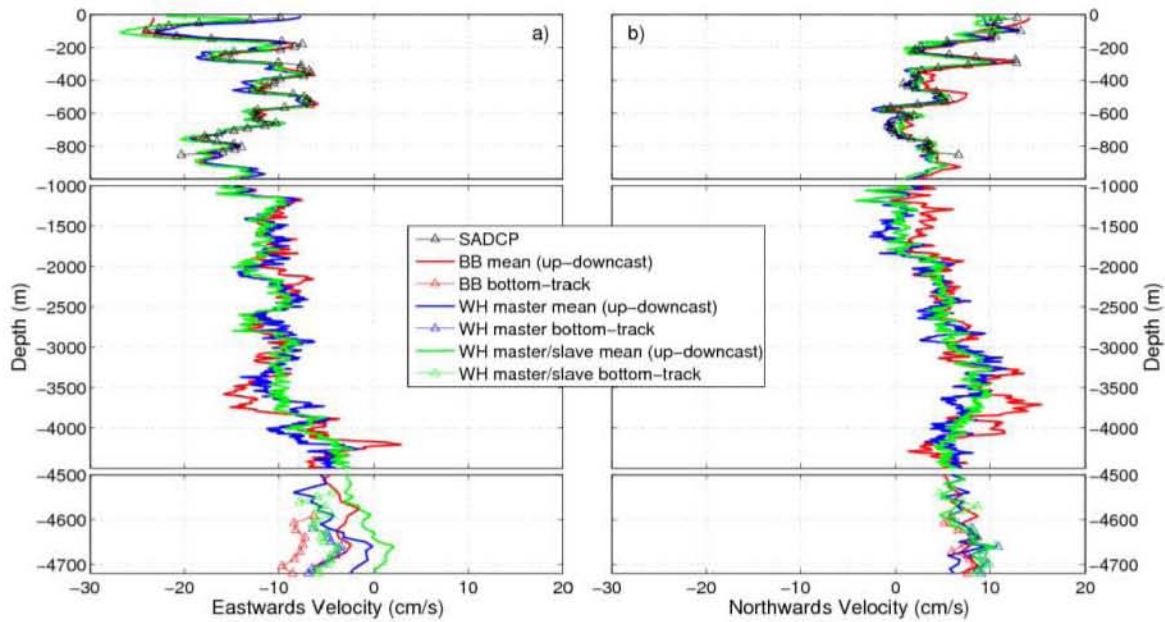 0
−200
−400
−600
−800
a)
b)
0
−200
−400
−600
−800
−1000
−1500
−2000
−2500
−3000
−3500
−4000
Depth (m)
SADCP
BB mean (up−downcast)
BB bottom−track
WH master mean (up−downcast)
WH master bottom−track
WH master/slave mean (up−downcast)
WH master/slave bottom−track
−1000
−1500
−2000
−2500
−3000
−3500
−4000
Depth (m)
−4500
−4600
−4700
−4500
−4600
−4700
−30 −20 −10 0 10 20
−30 −20 −10 0 10 20
Eastwards Velocity (cm/s)
Northwards Velocity (cm/s)